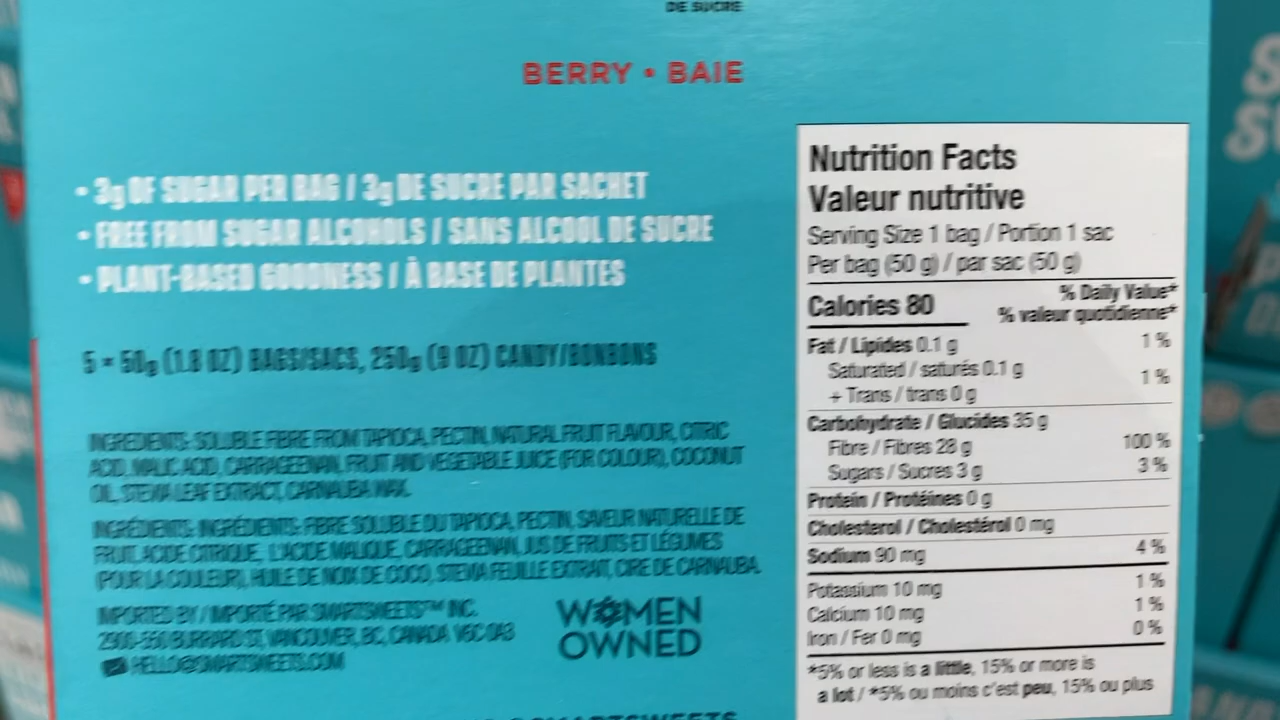 DE SUCRE
BERRY • BAIE
• 3g OF SUGAR PER BAG / 3g DE SUCRE PAR SACHET
• FREE FROM SUGAR ALCOHOLS / SANS ALCOOL DE SUCRE
• PLANT-BASED GOODNESS / À BASE DE PLANTES
5 × 50g (1.8 OZ) BAGS/SACS, 250g (9 OZ) CANDY/BONBONS
INGREDIENTS: SOLUBLE FIBRE FROM TAPIOCA, PECTIN, NATURAL FRUIT FLAVOUR, CITRIC
ACID, MALIC ACID, CARRAGEENAN, FRUIT AND VEGETABLE JUICE (FOR COLOUR), COCONUT
OIL, STEVIA LEAF EXTRACT, CARNAUBA WAX.
INGRÉDIENTS: INGRÉDIENTS: FIBRE SOLUBLE DU TAPIOCA, PECTIN, SAVEUR NATURELLE DE
FRUIT, ACIDE CITRIQUE, L'ACIDE MALIQUE, CARRAGEENAN, JUS DE FRUITS ET LÉGUMES
(POUR LA COULEUR), HUILE DE NOIX DE COCO, STEVIA FEUILLE EXTRAIT, CIRE DE CARNAUBA.
IMPORTED BY / IMPORTÉ PAR SMARTSWEETS™ INC.
2900-550 BURRARD ST, VANCOUVER, BC, CANADA V6C 0A3
HELLO@SMARTSWEETS.COM
WOMEN
OWNED
Nutrition Facts
Valeur nutritive
Serving Size 1 bag / Portion 1 sac
Per bag (50 g) / par sac (50 g)
Calories 80
% Daily Value*
% valeur quotidienne*
Fat / Lipides 0.1 g 1 %
Saturated / saturés 0.1 g
+ Trans / trans 0 g 1 %
Carbohydrate / Glucides 35 g
Fibre / Fibres 28 g 100 %
Sugars / Sucres 3 g 3 %
Protein / Protéines 0 g
Cholesterol / Cholestérol 0 mg
Sodium 90 mg 4 %
Potassium 10 mg 1 %
Calcium 10 mg 1 %
Iron / Fer 0 mg 0 %
*5% or less is a little, 15% or more is
a lot / *5% ou moins c'est peu, 15% ou plus